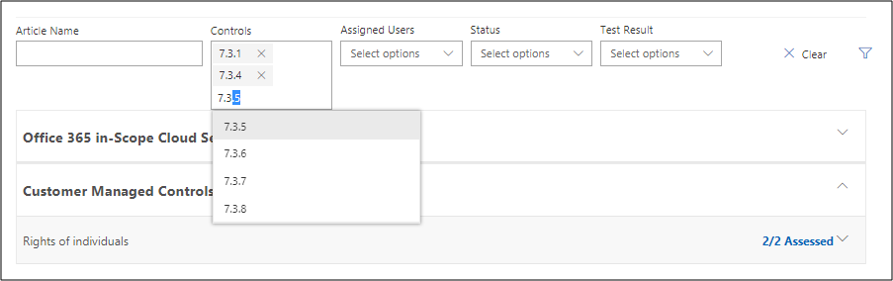 Article Name
Controls
Assigned Users
Status
Test Result
7.3.1
Select options
Select options
Select options
Clear
7.3.4
7.3.5
7.3.5
7.3.6
7.3.7
7.3.8
Office 365 in-Scope Cloud Se
Customer Managed Controls
Rights of individuals
2/2 Assessed